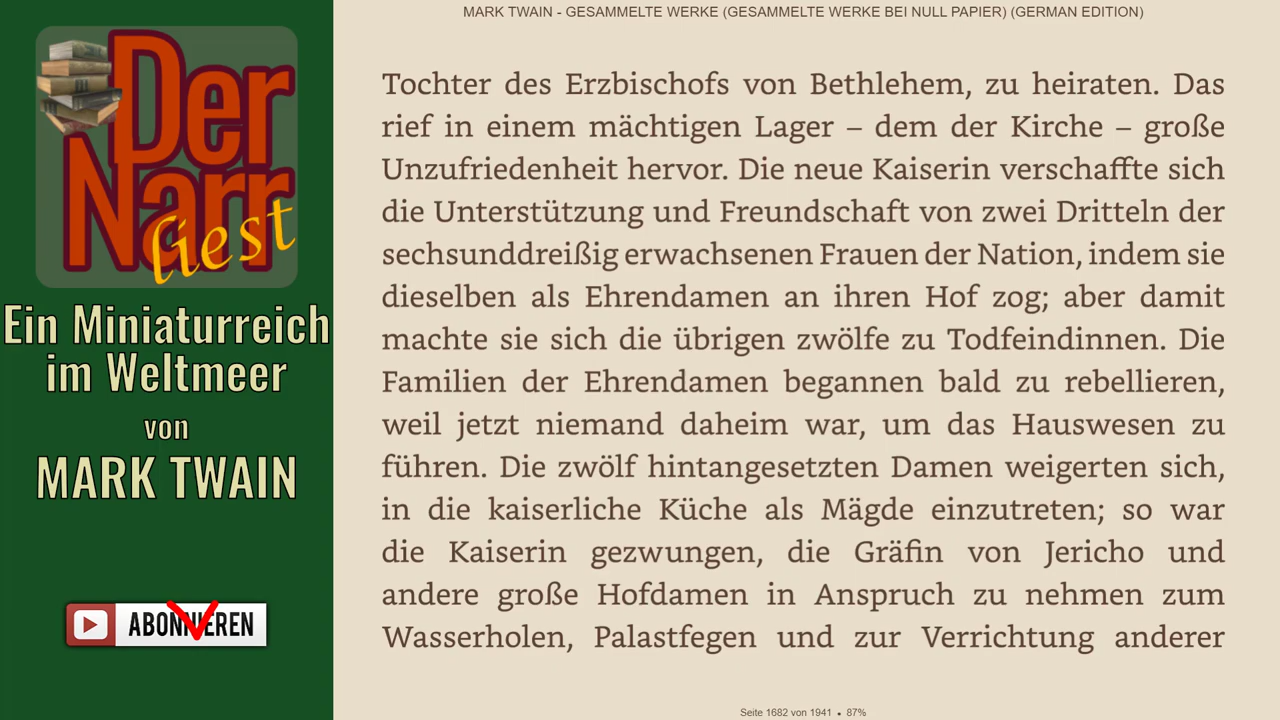 MARK TWAIN - GESAMMELTE WERKE (GESAMMELTE WERKE BEI NULL PAPIER) (GERMAN EDITION)
Der
Narr
liest
Ein Miniaturreich
im Weltmeer
von
MARK TWAIN
ABONNIEREN
Tochter des Erzbischofs von Bethlehem, zu heiraten. Das
rief in einem mächtigen Lager – dem der Kirche – große
Unzufriedenheit hervor. Die neue Kaiserin verschaffte sich
die Unterstützung und Freundschaft von zwei Dritteln der
sechsunddreißig erwachsenen Frauen der Nation, indem sie
dieselben als Ehrendamen an ihren Hof zog; aber damit
machte sie sich die übrigen zwölfe zu Todfeindinnen. Die
Familien der Ehrendamen begannen bald zu rebellieren,
weil jetzt niemand daheim war, um das Hauswesen zu
führen. Die zwölf hintangesetzten Damen weigerten sich,
in die kaiserliche Küche als Mägde einzutreten; so war
die Kaiserin gezwungen, die Gräfin von Jericho und
andere große Hofdamen in Anspruch zu nehmen zum
Wasserholen, Palastfegen und zur Verrichtung anderer
Seite 1682 von 1941 • 87%